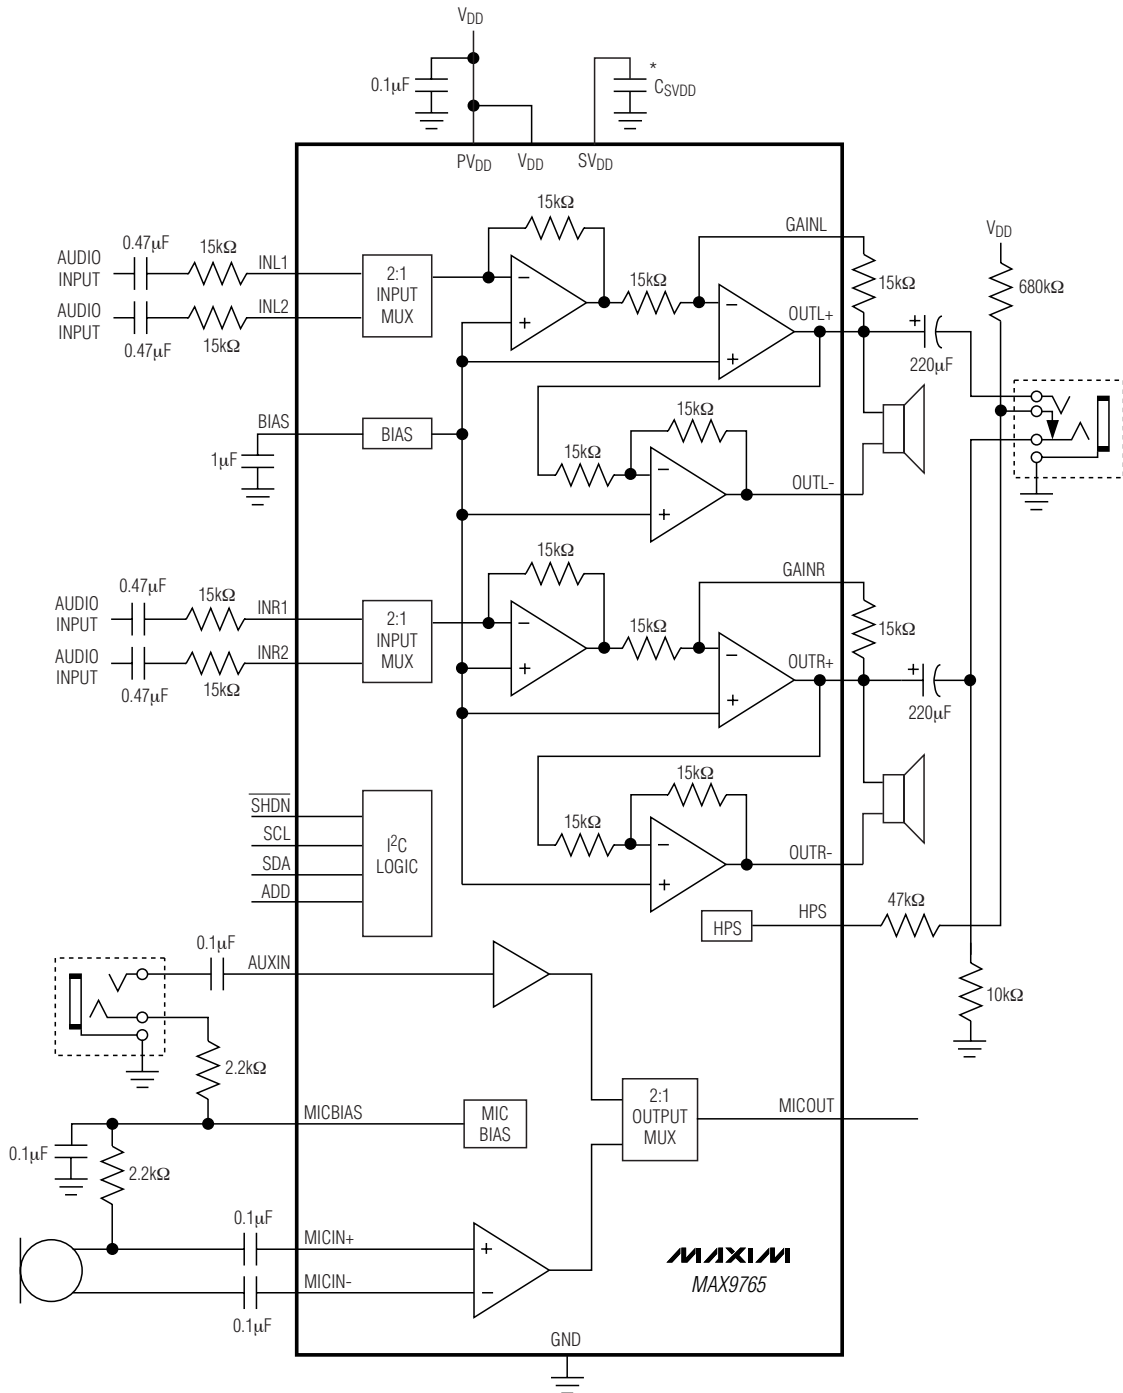 VDD
0.1µF
*
CSVDD
PVDD
VDD
SVDD
15kΩ
GAINL
VDD
AUDIO
INPUT
0.47µF
15kΩ
INL1
2:1
INPUT
MUX
15kΩ
15kΩ
680kΩ
AUDIO
INPUT
0.47µF
15kΩ
INL2
OUTL+
+
220µF
15kΩ
BIAS
BIAS
1µF
15kΩ
OUTL-
15kΩ
GAINR
AUDIO
INPUT
0.47µF
15kΩ
INR1
2:1
INPUT
MUX
15kΩ
15kΩ
AUDIO
INPUT
0.47µF
15kΩ
INR2
OUTR+
+
220µF
15kΩ
SHDN
SCL
SDA
ADD
I2C
LOGIC
15kΩ
OUTR-
HPS
HPS
47kΩ
0.1µF
AUXIN
10kΩ
2.2kΩ
MICBIAS
MIC
BIAS
2:1
OUTPUT
MUX
MICOUT
0.1µF
2.2kΩ
0.1µF
MICIN+
+
MICIN-
−
0.1µF
MAXIM
MAX9765
GND